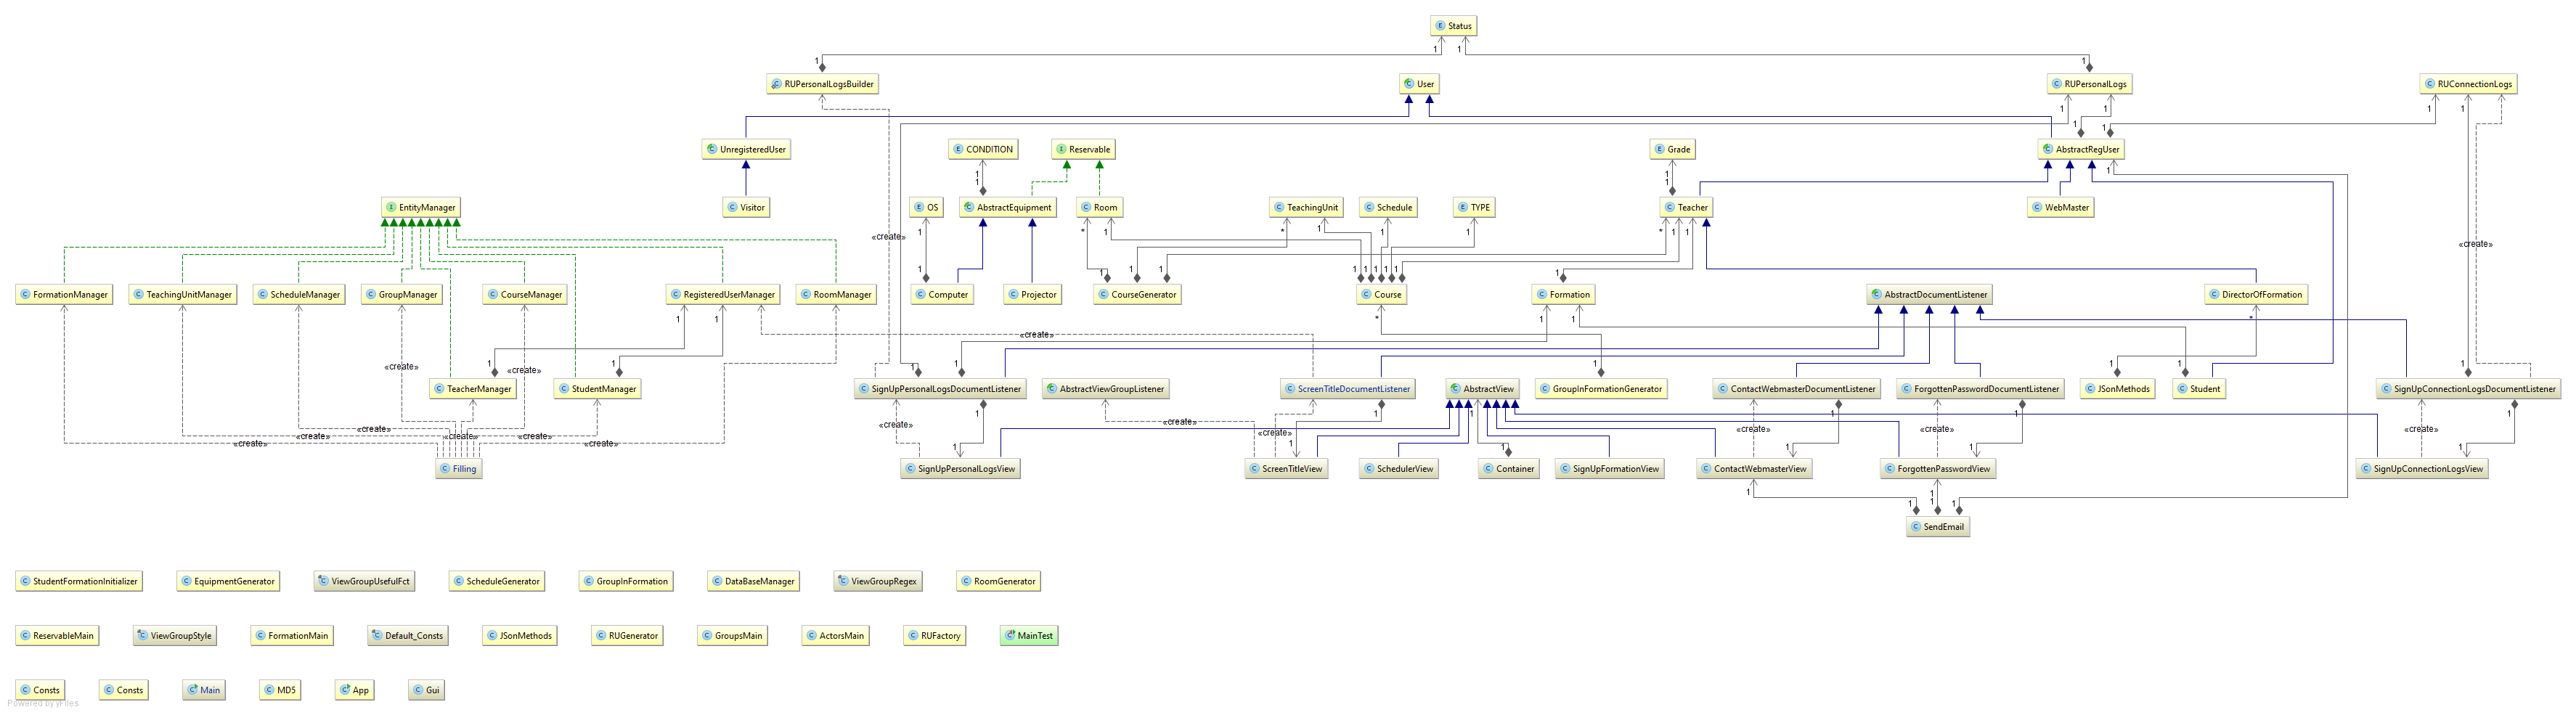 Status
RUPersonalLogsBuilder
User
RUPersonalLogs
RUConnectionLogs
UnregisteredUser
CONDITION
Reservable
Grade
AbstractRegUser
EntityManager
Visitor
OS
AbstractEquipment
Room
TeachingUnit
Schedule
TYPE
Teacher
WebMaster
«create»
«create»
FormationManager
TeachingUnitManager
ScheduleManager
GroupManager
CourseManager
RegisteredUserManager
RoomManager
Computer
Projector
CourseGenerator
Course
Formation
AbstractDocumentListener
DirectorOfFormation
«create»
«create»
«create»
TeacherManager
StudentManager
SignUpPersonalLogsDocumentListener
AbstractViewGroupListener
ScreenTitleDocumentListener
AbstractView
GroupInFormationGenerator
ContactWebmasterDocumentListener
ForgottenPasswordDocumentListener
JSonMethods
Student
SignUpConnectionLogsDocumentListener
«create»
«create»
«create»
«create»
«create»
«create»
«create»
«create»
«create»
«create»
«create»
«create»
Filling
SignUpPersonalLogsView
ScreenTitleView
SchedulerView
Container
SignUpFormationView
ContactWebmasterView
ForgottenPasswordView
SignUpConnectionLogsView
SendEmail
StudentFormationInitializer
EquipmentGenerator
ViewGroupUsefulFct
ScheduleGenerator
GroupInFormation
DataBaseManager
ViewGroupRegex
RoomGenerator
ReservableMain
ViewGroupStyle
FormationMain
Default_Consts
JSonMethods
RUGenerator
GroupsMain
ActorsMain
RUFactory
MainTest
Consts
Consts
Main
MD5
App
Gui
Powered by yFiles